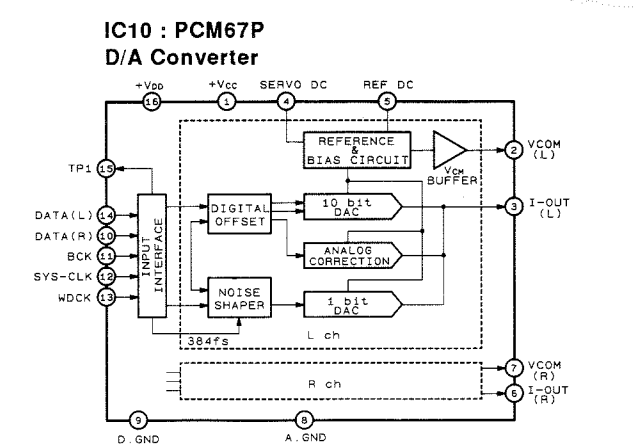 IC10 : PCM67P
D/A Converter
+VDD
+VCC
SERVO DC
REF DC
16
1
4
5
REFERENCE
&
BIAS CIRCUIT
VCM
BUFFER
2
VCOM
(L)
TP1
15
DATA(L)
14
DATA(R)
10
BCK
11
SYS-CLK
12
WDCK
13
INPUT
INTERFACE
DIGITAL
OFFSET
10 bit
DAC
3
I-OUT
(L)
ANALOG
CORRECTION
NOISE
SHAPER
1 bit
DAC
384fs
L ch
R ch
7
VCOM
(R)
6
I-OUT
(R)
9
8
D.GND
A.GND